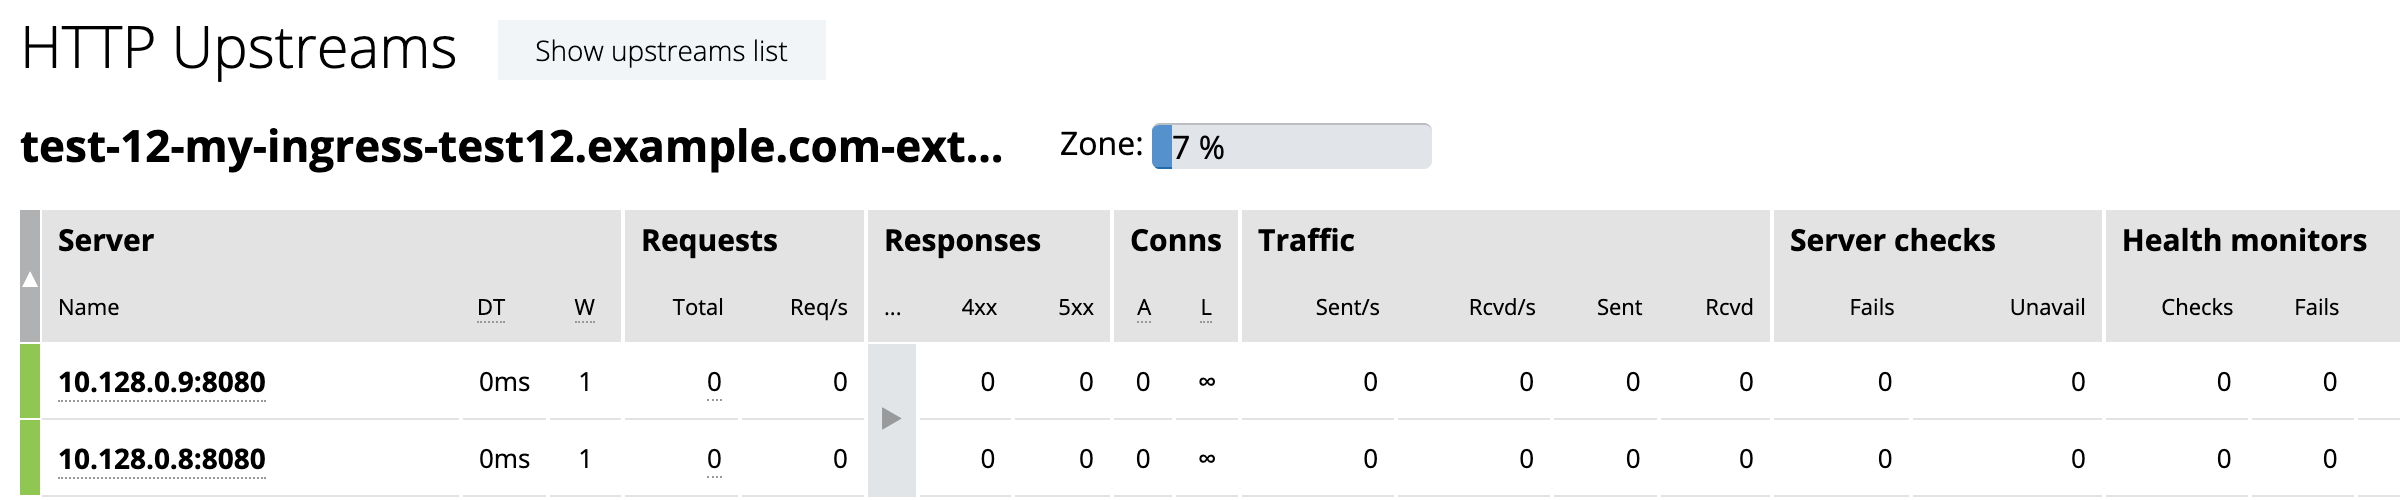 HTTP Upstreams Show upstreams list
test-12-my-ingress-test12.example.com-ext... Zone: 7 %
Server Requests Responses Conns Traffic Server checks Health monitors
Name DT W Total Req/s ... 4xx 5xx A L Sent/s Rcvd/s Sent Rcvd Fails Unavail Checks Fails
10.128.0.9:8080 0ms 1 0 0 0 0 0 ∞ 0 0 0 0 0 0 0 0
10.128.0.8:8080 0ms 1 0 0 0 0 0 ∞ 0 0 0 0 0 0 0 0